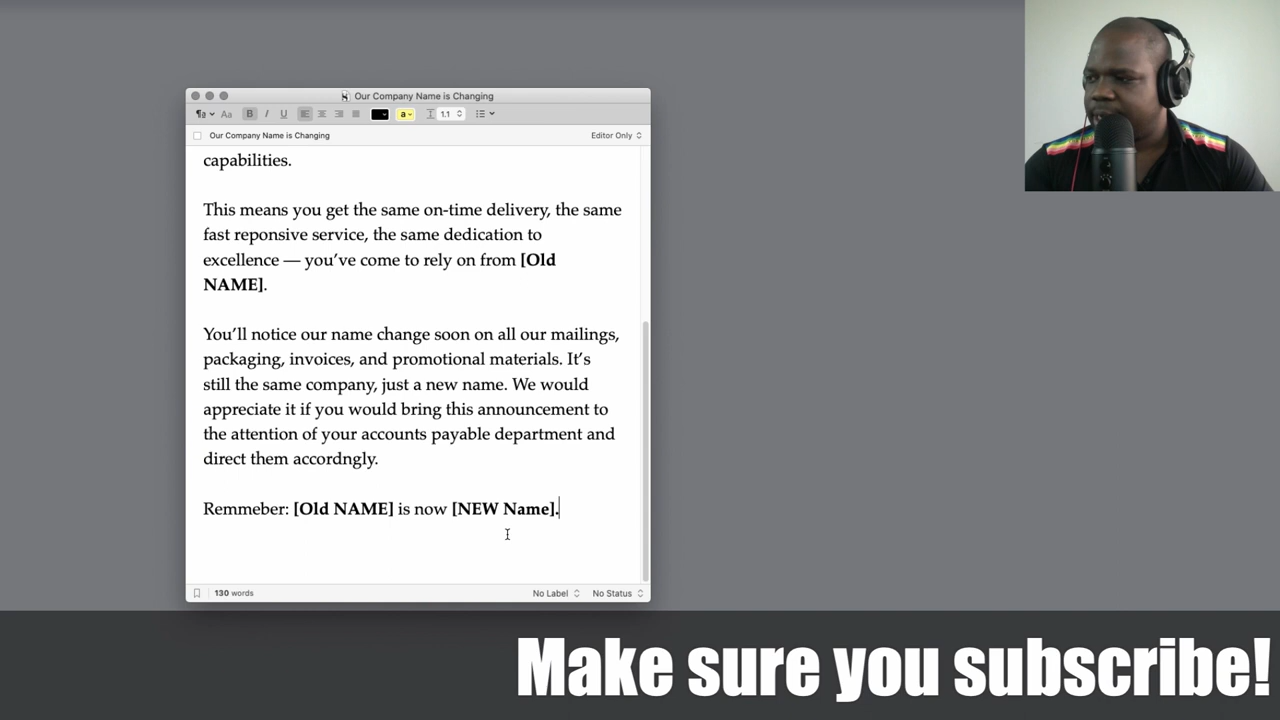 Our Company Name is Changing
¶a Aa B I U a 1.1
Our Company Name is Changing Editor Only
capabilities.
This means you get the same on-time delivery, the same
fast reponsive service, the same dedication to
excellence — you’ve come to rely on from [Old
NAME].
You’ll notice our name change soon on all our mailings,
packaging, invoices, and promotional materials. It’s
still the same company, just a new name. We would
appreciate it if you would bring this announcement to
the attention of your accounts payable department and
direct them accordngly.
Remmeber: [Old NAME] is now [NEW Name].
130 words No Label No Status
Make sure you subscribe!